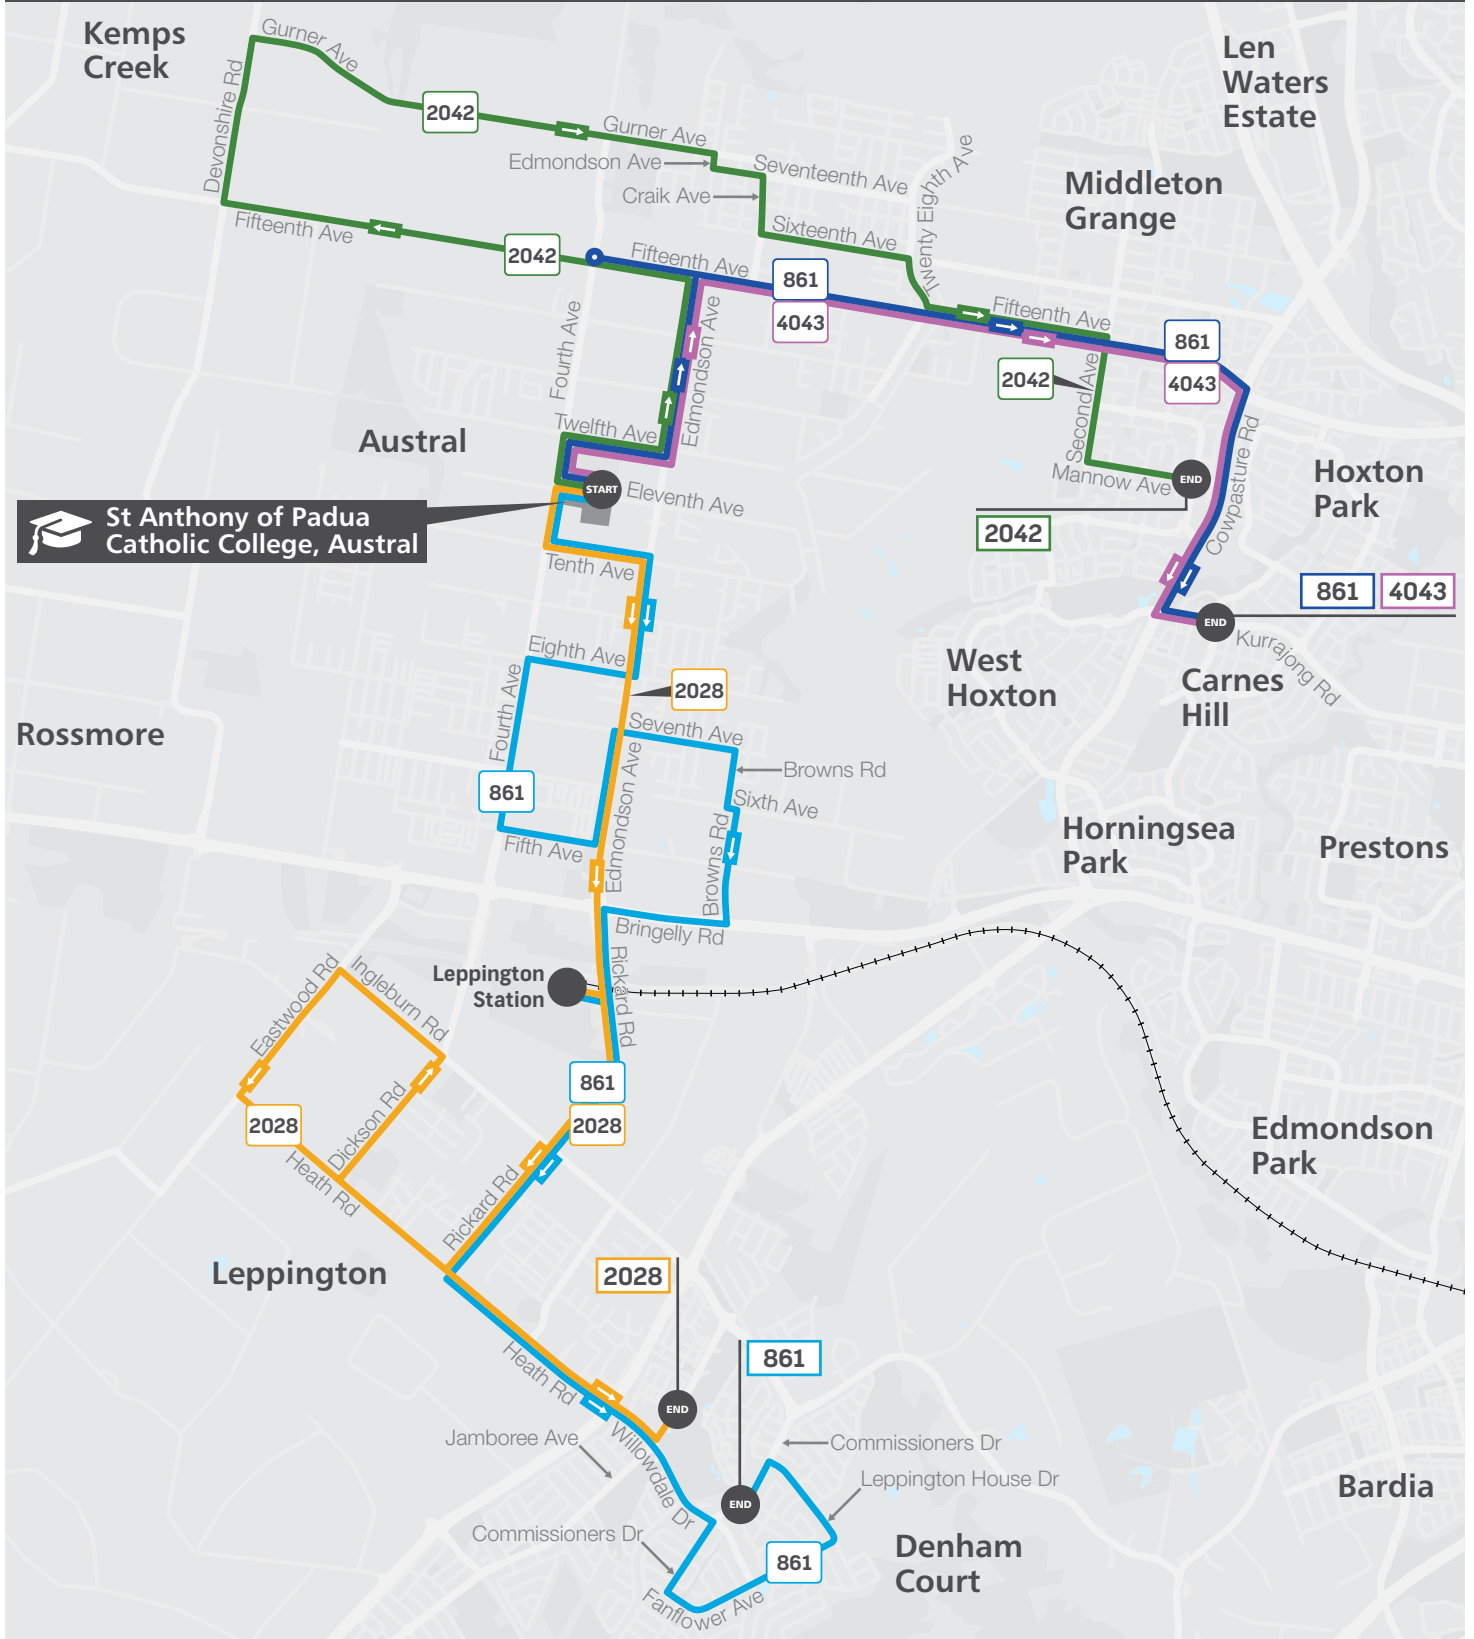 Kemps
Creek
Gurner Ave
Len
Waters
Estate
Devonshire Rd
2042
Gurner Ave
Edmondson Ave
Seventeenth Ave
Twenty Eighth Ave
Middleton
Grange
Craik Ave
Sixteenth Ave
Fifteenth Ave
2042
Fifteenth Ave
861
4043
Fifteenth Ave
861
4043
Fourth Ave
Edmondson Ave
2042
Second Ave
Cowpasture Rd
Twelfth Ave
Austral
Mannow Ave
END
Hoxton
Park
START
Eleventh Ave
St Anthony of Padua
Catholic College, Austral
2042
Tenth Ave
861
4043
END
Kurrajong Rd
Eighth Ave
West
Hoxton
Carnes
Hill
Fourth Ave
2028
Rossmore
Seventh Ave
Edmondson Ave
Browns Rd
861
Sixth Ave
Horningsea
Park
Prestons
Fifth Ave
Browns Rd
Bringelly Rd
Eastwood Rd
Ingleburn Rd
Leppington
Station
Rickard Rd
861
2028
2028
Dickson Rd
Heath Rd
Rickard Rd
Edmondson
Park
Leppington
2028
861
Heath Rd
END
Jamboree Ave
Willowdale Dr
Commissioners Dr
Leppington House Dr
Bardia
END
Commissioners Dr
861
Denham
Court
Fanflower Ave